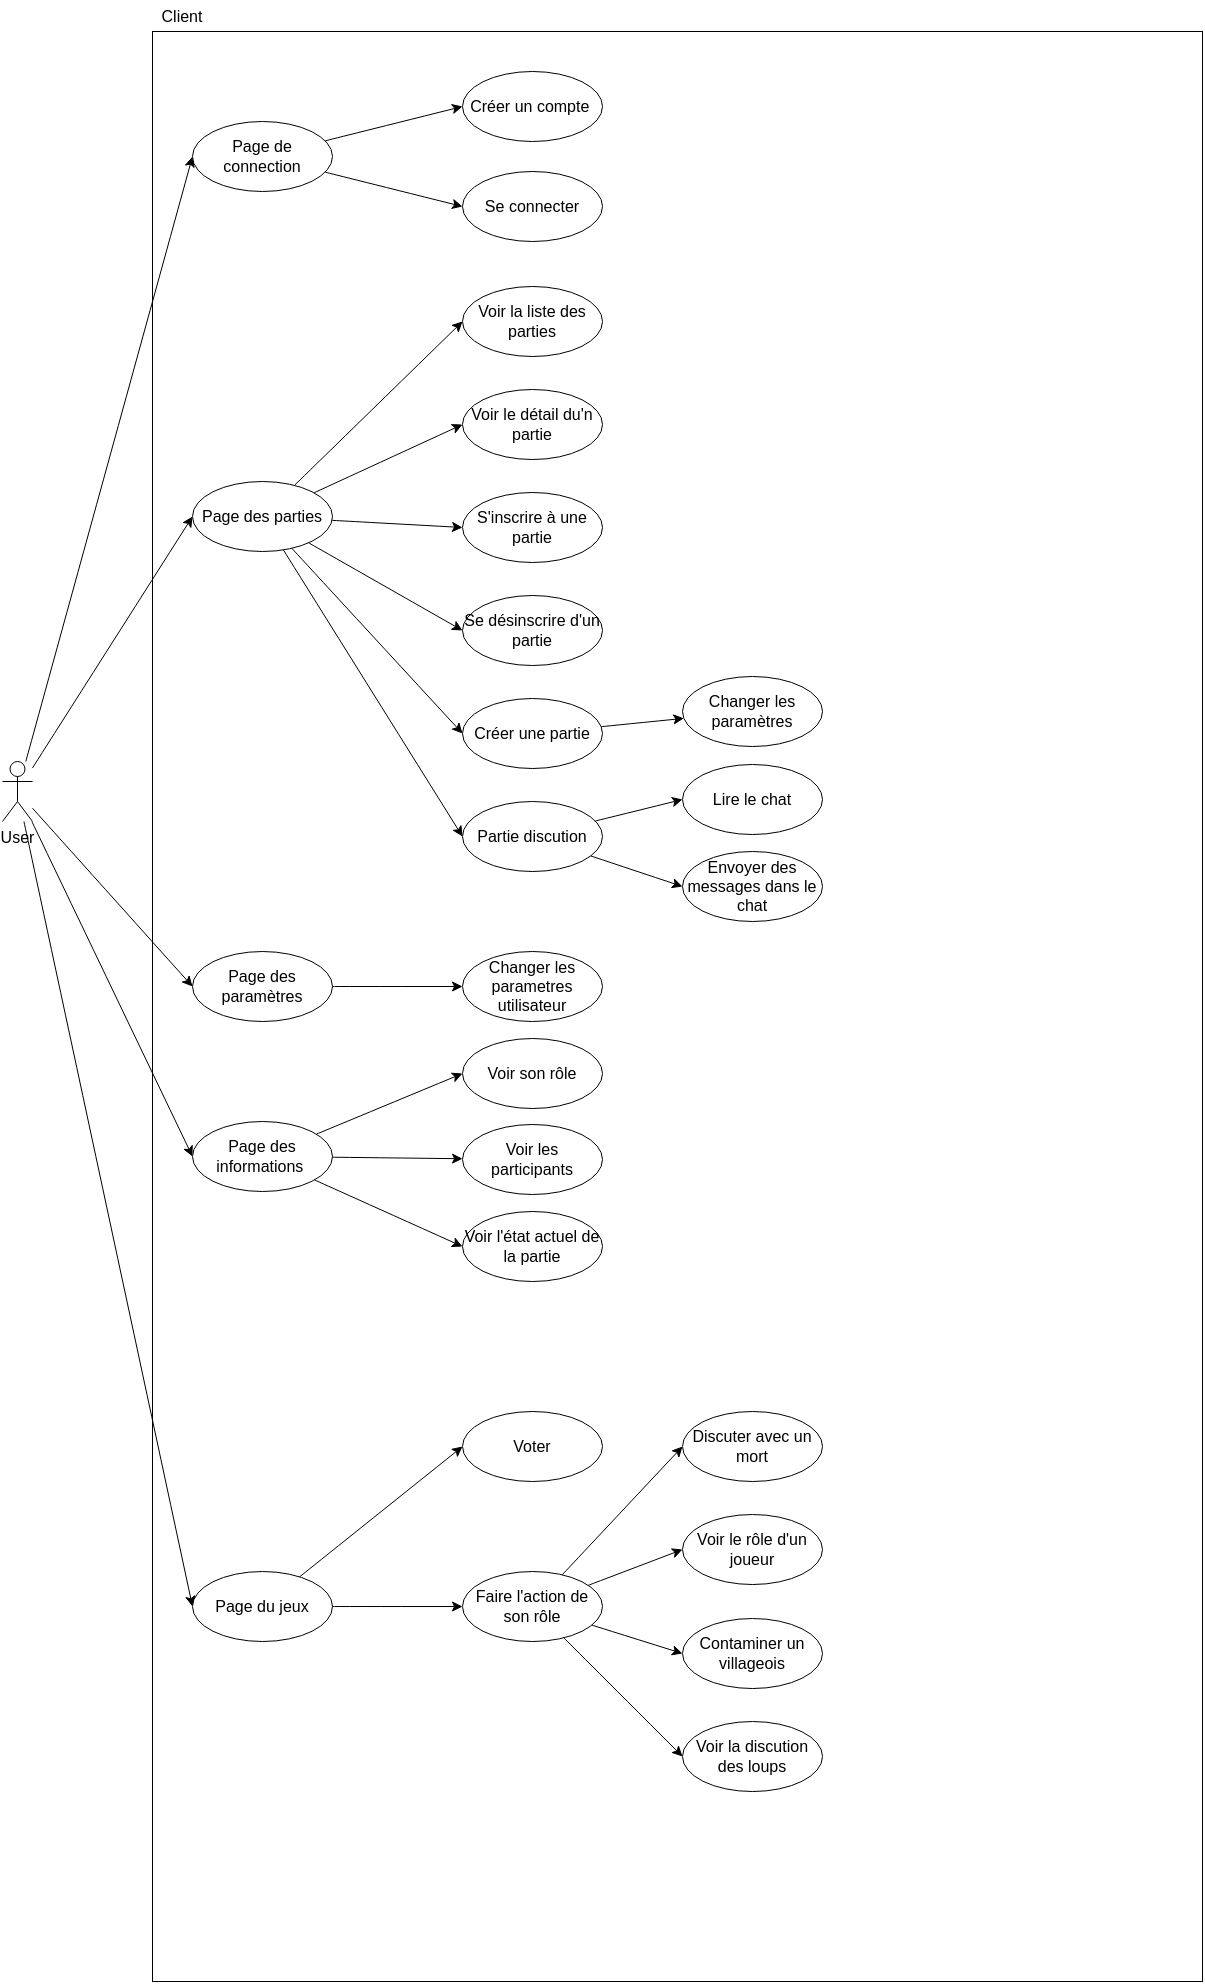 Client
Créer un compte
Page de
connection
Se connecter
Voir la liste des
parties
Voir le détail du'n
partie
Page des parties
S'inscrire à une
partie
Se désinscrire d'un
partie
Créer une partie
Changer les
paramètres
Lire le chat
Partie discution
Envoyer des
messages dans le
chat
User
Page des
paramètres
Changer les
parametres
utilisateur
Voir son rôle
Page des
informations
Voir les
participants
Voir l'état actuel de
la partie
Voter
Discuter avec un
mort
Voir le rôle d'un
joueur
Page du jeux
Faire l'action de
son rôle
Contaminer un
villageois
Voir la discution
des loups